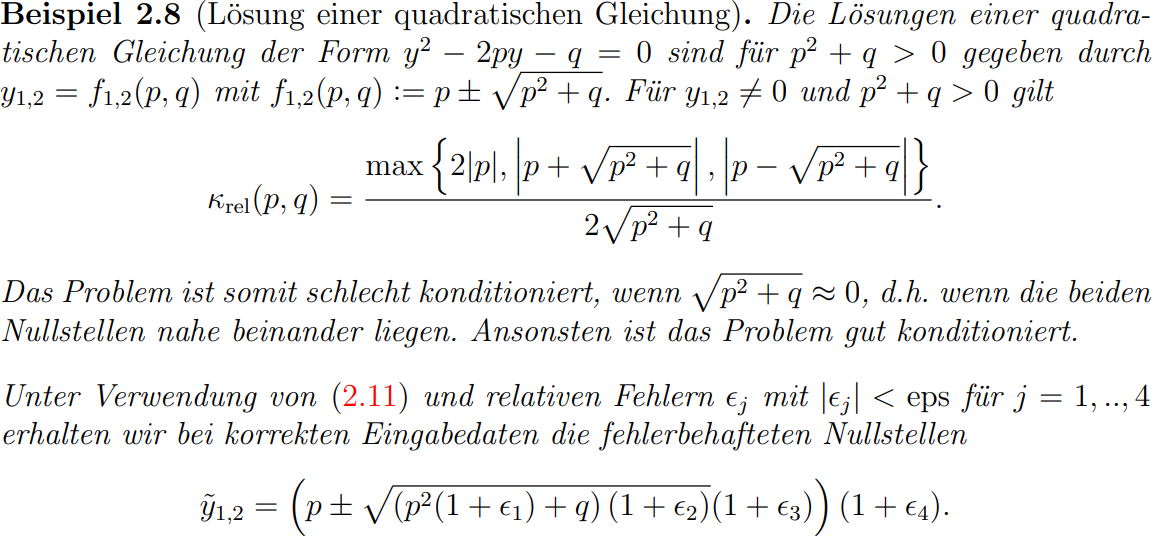 Beispiel 2.8 (Lösung einer quadratischen Gleichung). Die Lösungen einer quadra-
tischen Gleichung der Form y² − 2py − q = 0 sind für p² + q > 0 gegeben durch
y₁,₂ = f₁,₂(p, q) mit f₁,₂(p, q) := p ± √(p² + q). Für y₁,₂ ≠ 0 und p² + q > 0 gilt
κ_rel(p, q) = max {2|p|, |p + √(p² + q)|, |p − √(p² + q)|} / 2√(p² + q).
Das Problem ist somit schlecht konditioniert, wenn √(p² + q) ≈ 0, d.h. wenn die beiden
Nullstellen nahe beinander liegen. Ansonsten ist das Problem gut konditioniert.
Unter Verwendung von (2.11) und relativen Fehlern ϵⱼ mit |ϵⱼ| < eps für j = 1, .., 4
erhalten wir bei korrekten Eingabedaten die fehlerbehafteten Nullstellen
ỹ₁,₂ = (p ± √((p²(1 + ϵ₁) + q) (1 + ϵ₂))(1 + ϵ₃)) (1 + ϵ₄).